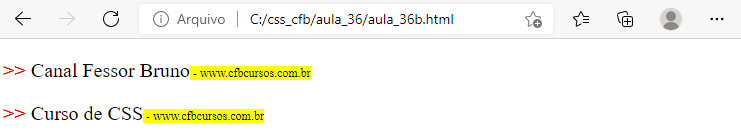 Arquivo | C:/css_cfb/aula_36/aula_36b.html
>> Canal Fessor Bruno - www.cfbcursos.com.br
>> Curso de CSS - www.cfbcursos.com.br